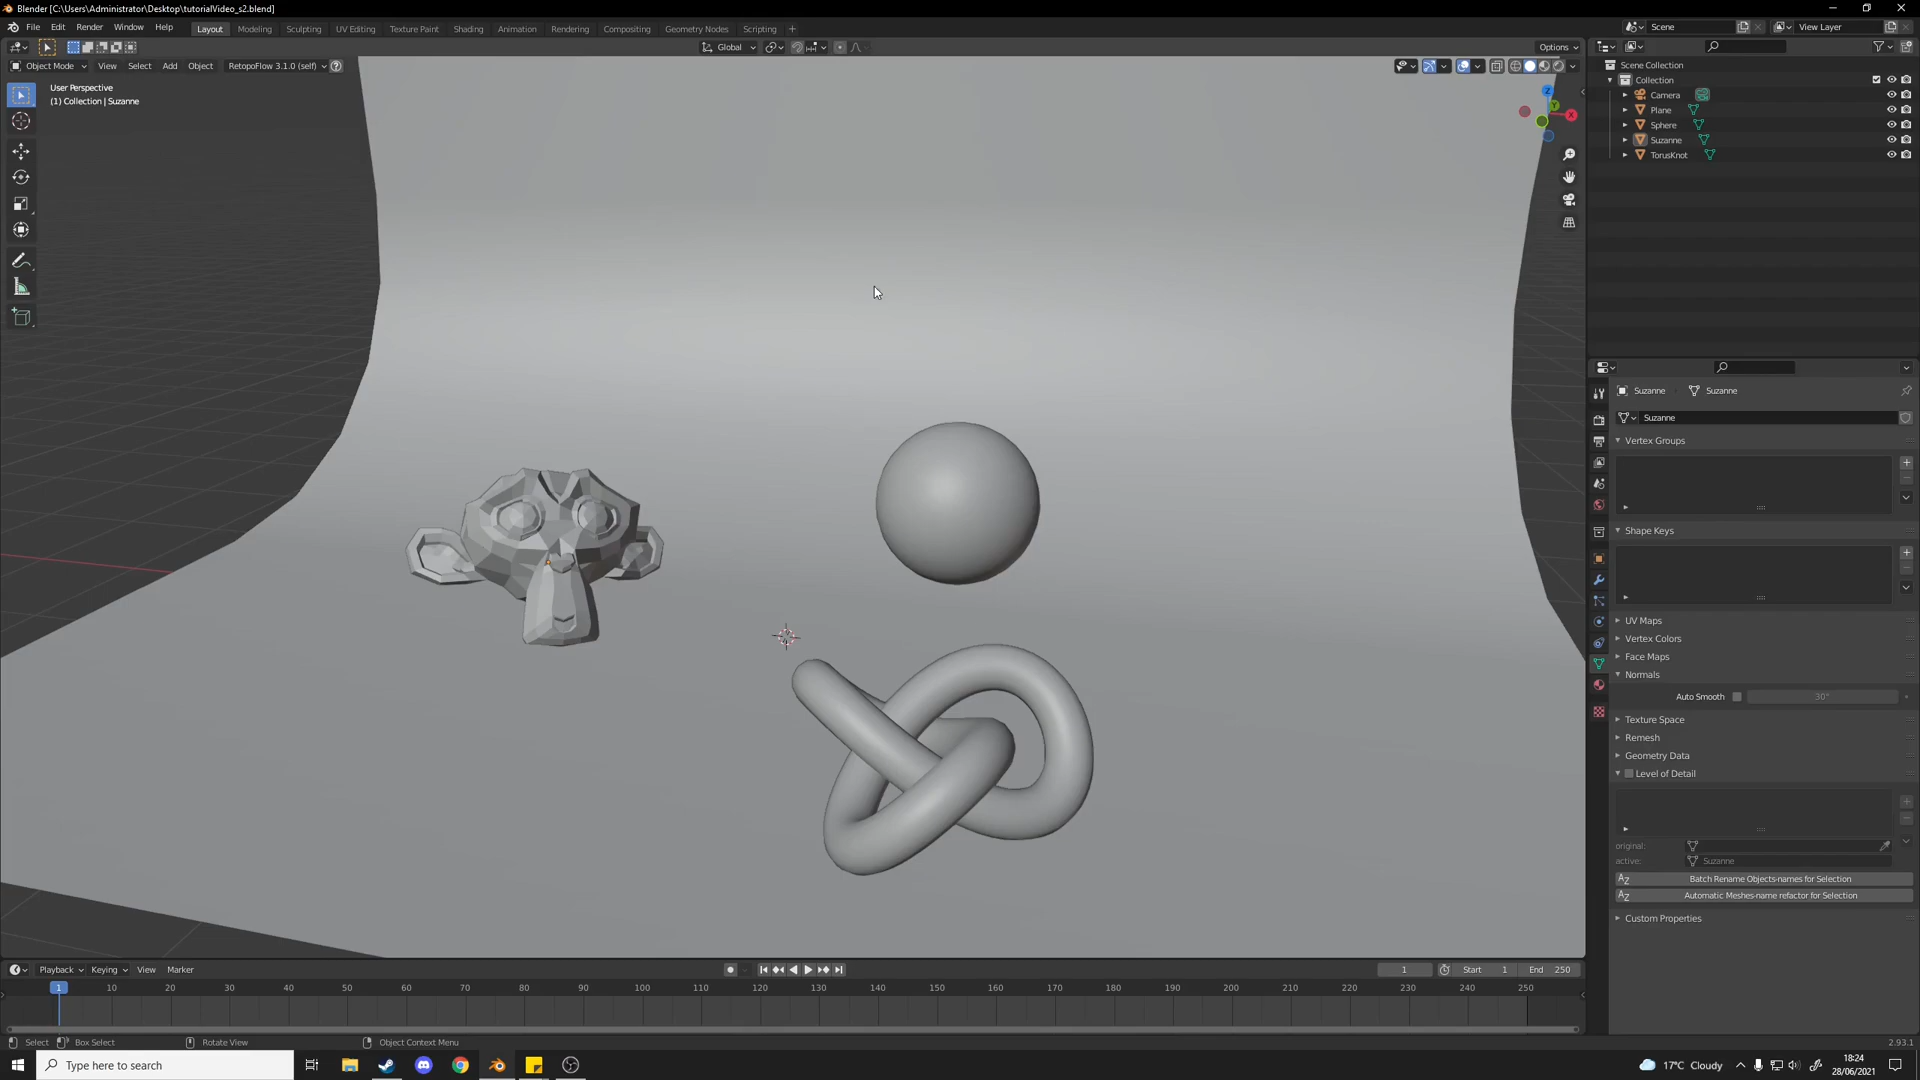 Blender [C:\Users\Administrator\Desktop\tutorialVideo_s2.blend]
File Edit Render Window Help Layout Modeling Sculpting UV Editing Texture Paint Shading Animation Rendering Compositing Geometry Nodes Scripting + Scene View Layer
Global Options
Object Mode View Select Add Object RetopoFlow 3.1.0 (self)
User Perspective
(1) Collection | Suzanne
Z
Y
X
Scene Collection
Collection
Camera
Plane
Sphere
Suzanne
TorusKnot
Suzanne Suzanne
Suzanne
Vertex Groups
Shape Keys
UV Maps
Vertex Colors
Face Maps
Normals
Auto Smooth 30°
Texture Space
Remesh
Geometry Data
Level of Detail
original:
active: Suzanne
Batch Rename Objects-names for Selection
Automatic Meshes-name refactor for Selection
Custom Properties
Playback Keying View Marker 1 Start 1 End 250
1 10 20 30 40 50 60 70 80 90 100 110 120 130 140 150 160 170 180 190 200 210 220 230 240 250
Select Box Select Rotate View Object Context Menu 2.93.1
Type here to search 17°C Cloudy 18:24
28/06/2021